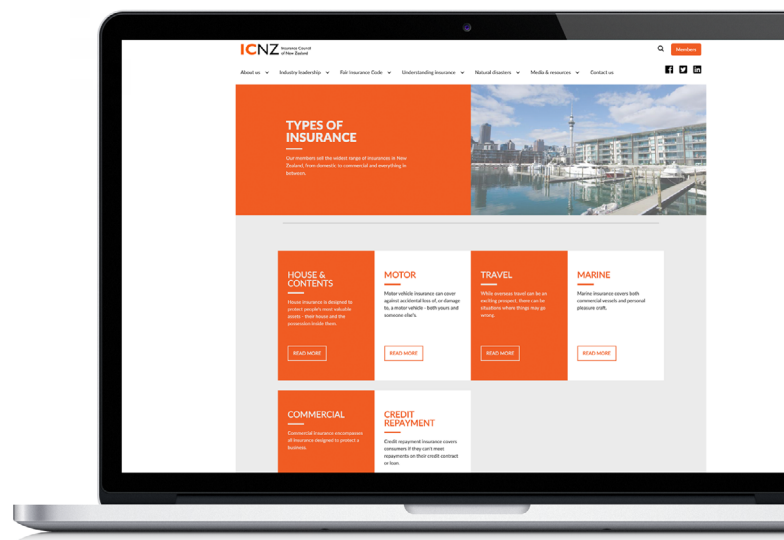 ICNZ Insurance Council
of New Zealand
Members
About us Industry leadership Fair Insurance Code Understanding insurance Natural disasters Media & resources Contact us
TYPES OF
INSURANCE
Our members sell the widest range of insurances in New
Zealand, from domestic to commercial and everything in
between.
HOUSE &
CONTENTS
House insurance is designed to
protect people's most valuable
assets - their house and the
possession inside them.
READ MORE
MOTOR
Motor vehicle insurance can cover
against accidental loss of, or damage
to, a motor vehicle - both yours and
someone else's.
READ MORE
TRAVEL
While overseas travel can be an
exciting prospect, there can be
situations where things may go
wrong.
READ MORE
MARINE
Marine insurance covers both
commercial vessels and personal
pleasure craft.
READ MORE
COMMERCIAL
Commercial insurance encompasses
all insurance designed to protect a
business.
CREDIT
REPAYMENT
Credit repayment insurance covers
consumers if they can't meet
repayments on their credit contract
or loan.